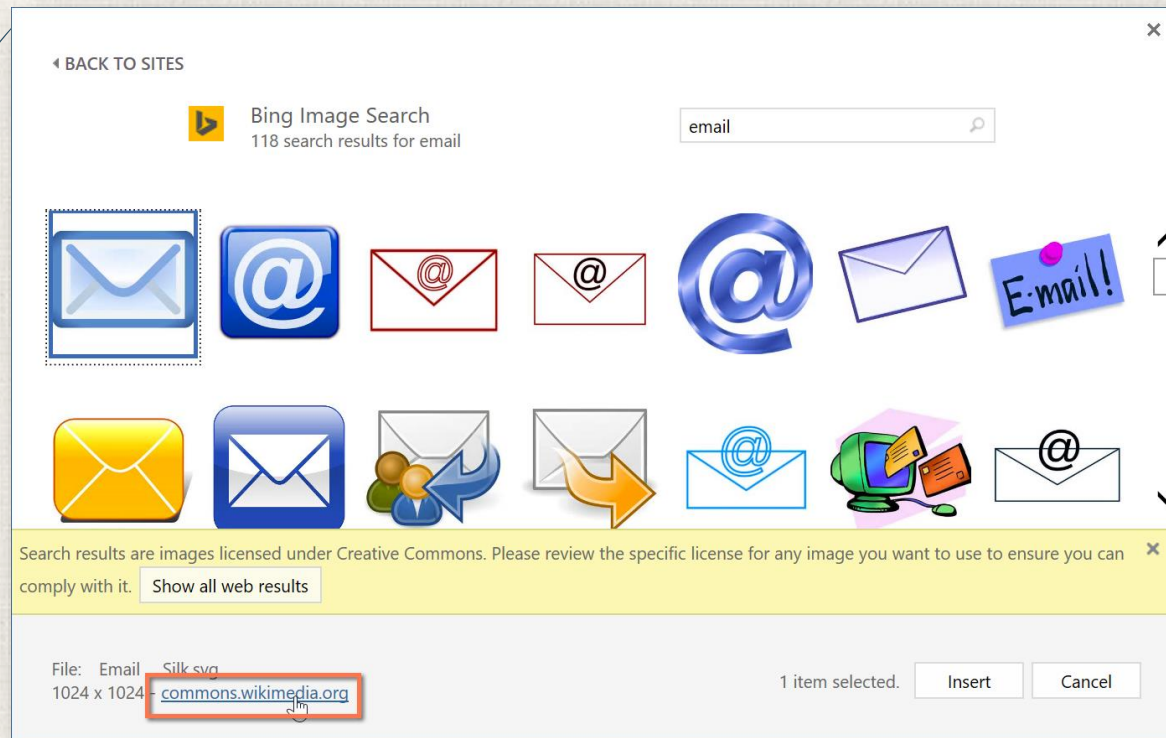 BACK TO SITES
Bing Image Search
118 search results for email
email
@
@
@
@
E-mail!
@
@
Search results are images licensed under Creative Commons. Please review the specific license for any image you want to use to ensure you can
comply with it. Show all web results
File: Email Silk.svg
1024 x 1024 - commons.wikimedia.org
1 item selected. Insert Cancel